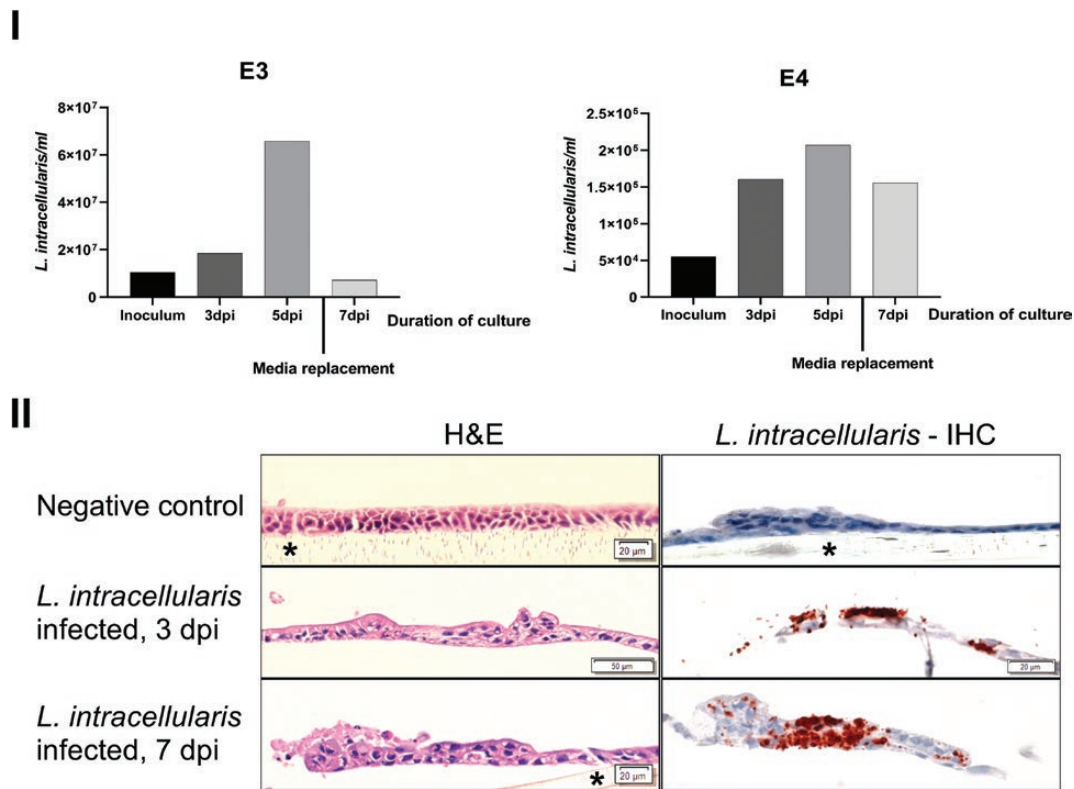 I
E3
8×10⁷
6×10⁷
4×10⁷
2×10⁷
0
L. intracellularis/ml
Inoculum 3dpi 5dpi 7dpi Duration of culture
Media replacement
E4
2.5×10⁵
2×10⁵
1.5×10⁵
1×10⁵
5×10⁴
0
L. intracellularis/ml
Inoculum 3dpi 5dpi 7dpi Duration of culture
Media replacement
II
H&E L. intracellularis - IHC
Negative control
* 20 µm *
L. intracellularis
infected, 3 dpi
50 µm 20 µm
L. intracellularis
infected, 7 dpi
* 20 µm